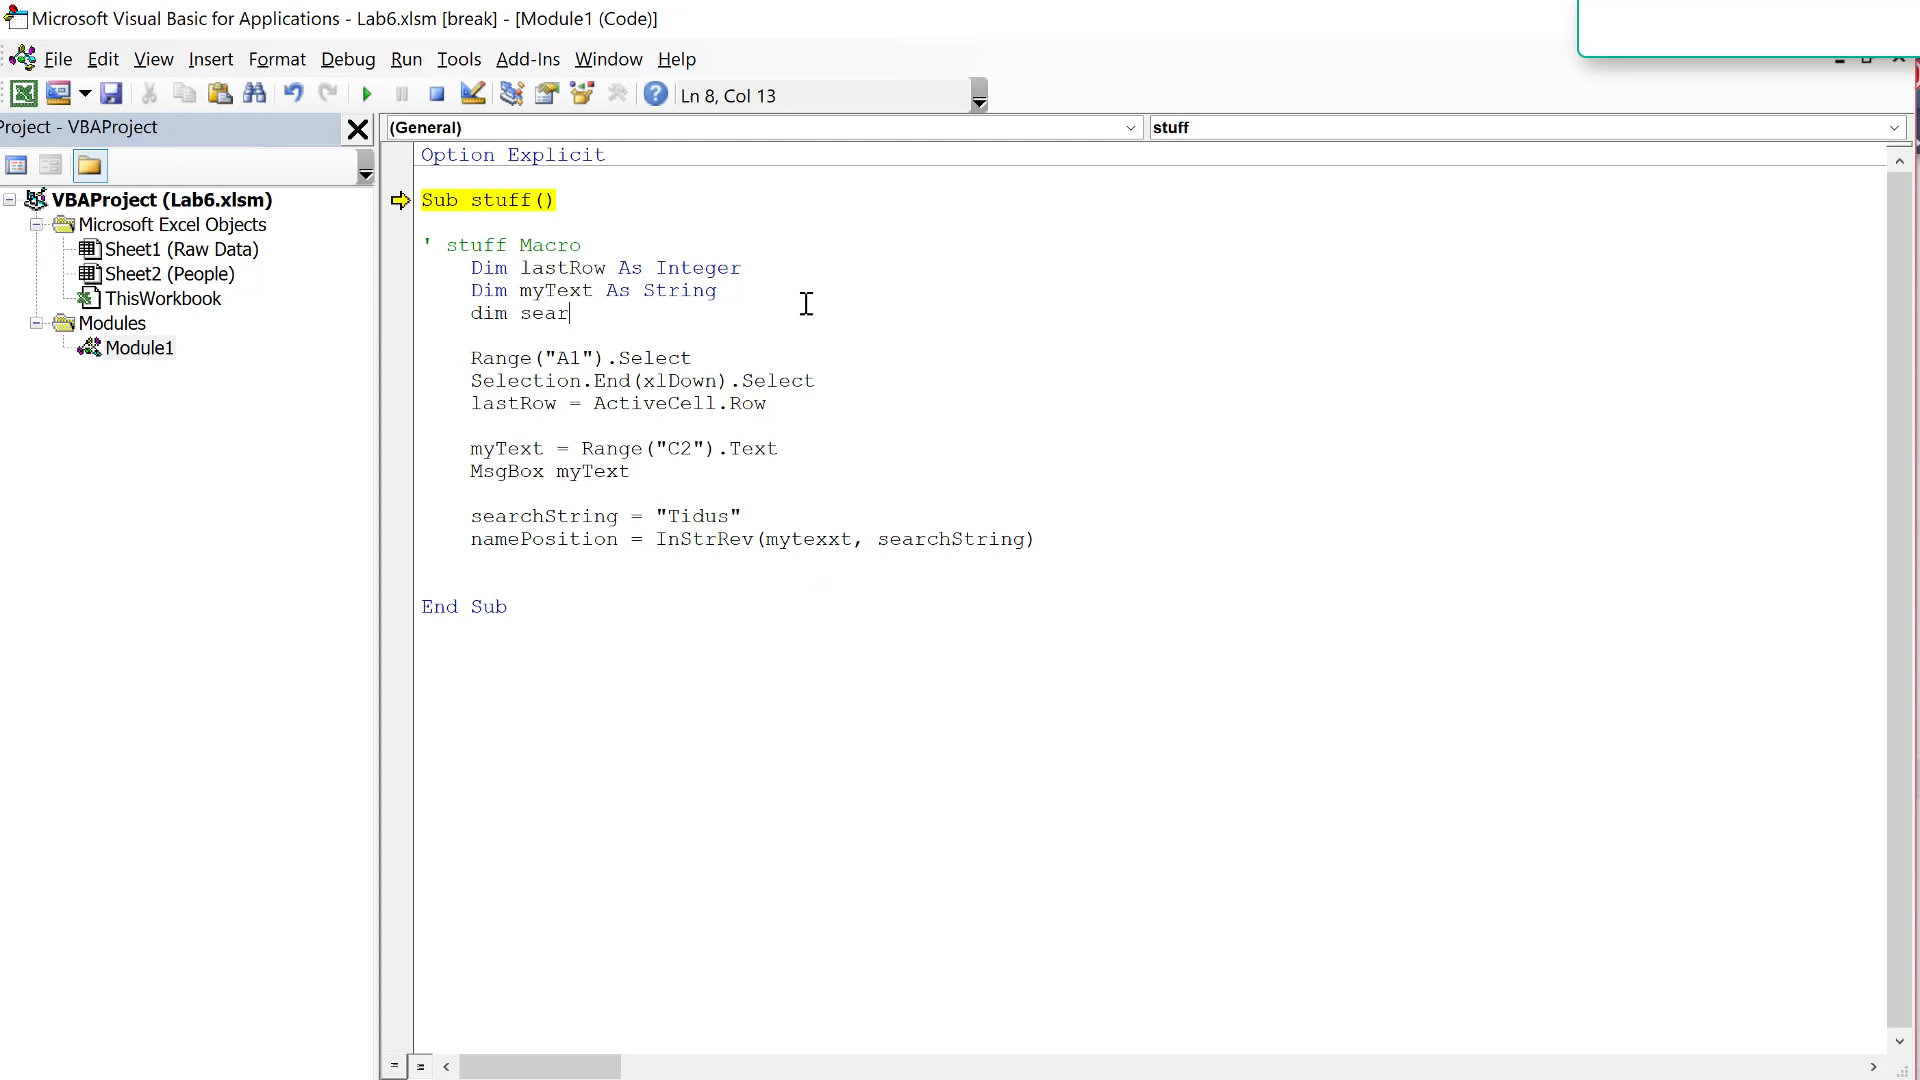 Microsoft Visual Basic for Applications - Lab6.xlsm [break] - [Module1 (Code)]
File Edit View Insert Format Debug Run Tools Add-Ins Window Help
Ln 8, Col 13
Project - VBAProject
(General)
stuff
VBAProject (Lab6.xlsm)
Microsoft Excel Objects
Sheet1 (Raw Data)
Sheet2 (People)
ThisWorkbook
Modules
Module1
Option Explicit
Sub stuff()
' stuff Macro
Dim lastRow As Integer
Dim myText As String
dim sear
Range("A1").Select
Selection.End(xlDown).Select
lastRow = ActiveCell.Row
myText = Range("C2").Text
MsgBox myText
searchString = "Tidus"
namePosition = InStrRev(mytexxt, searchString)
End Sub